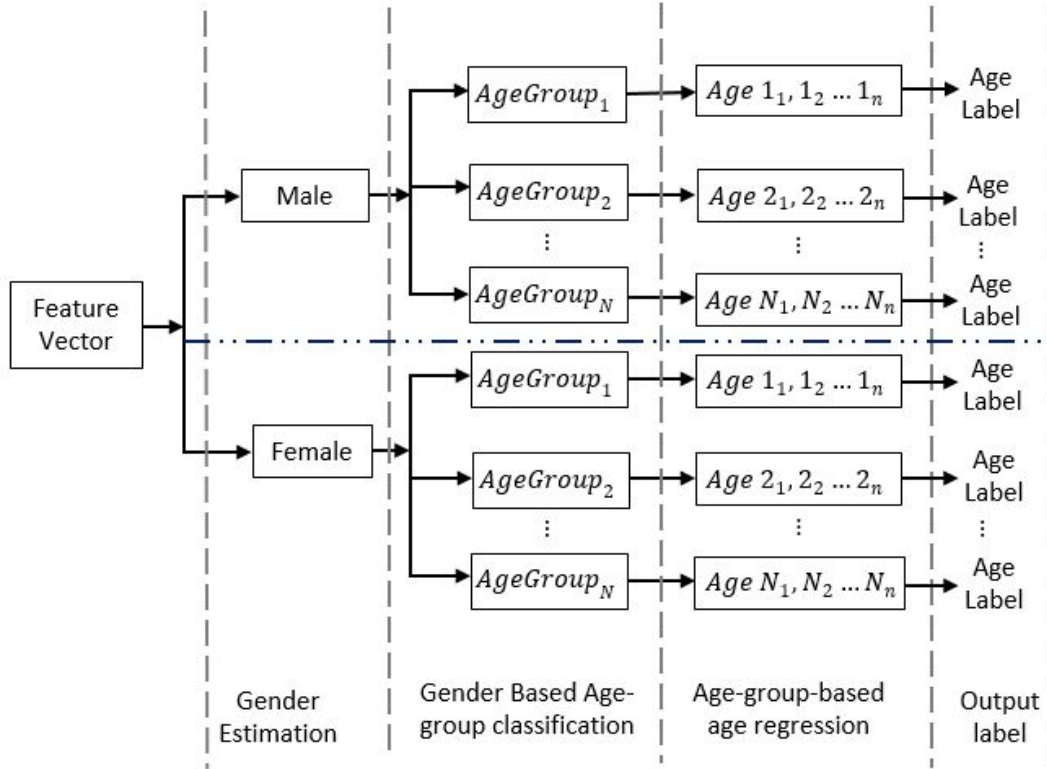 Feature
Vector
Male
Female
AgeGroup₁
AgeGroup₂
⋮
AgeGroup_N
AgeGroup₁
AgeGroup₂
⋮
AgeGroup_N
Age 1₁, 1₂ … 1ₙ
Age 2₁, 2₂ … 2ₙ
⋮
Age N₁, N₂ … Nₙ
Age 1₁, 1₂ … 1ₙ
Age 2₁, 2₂ … 2ₙ
⋮
Age N₁, N₂ … Nₙ
Age
Label
Age
Label
⋮
Age
Label
Age
Label
Age
Label
⋮
Age
Label
Gender
Estimation
Gender Based Age-
group classification
Age-group-based
age regression
Output
label